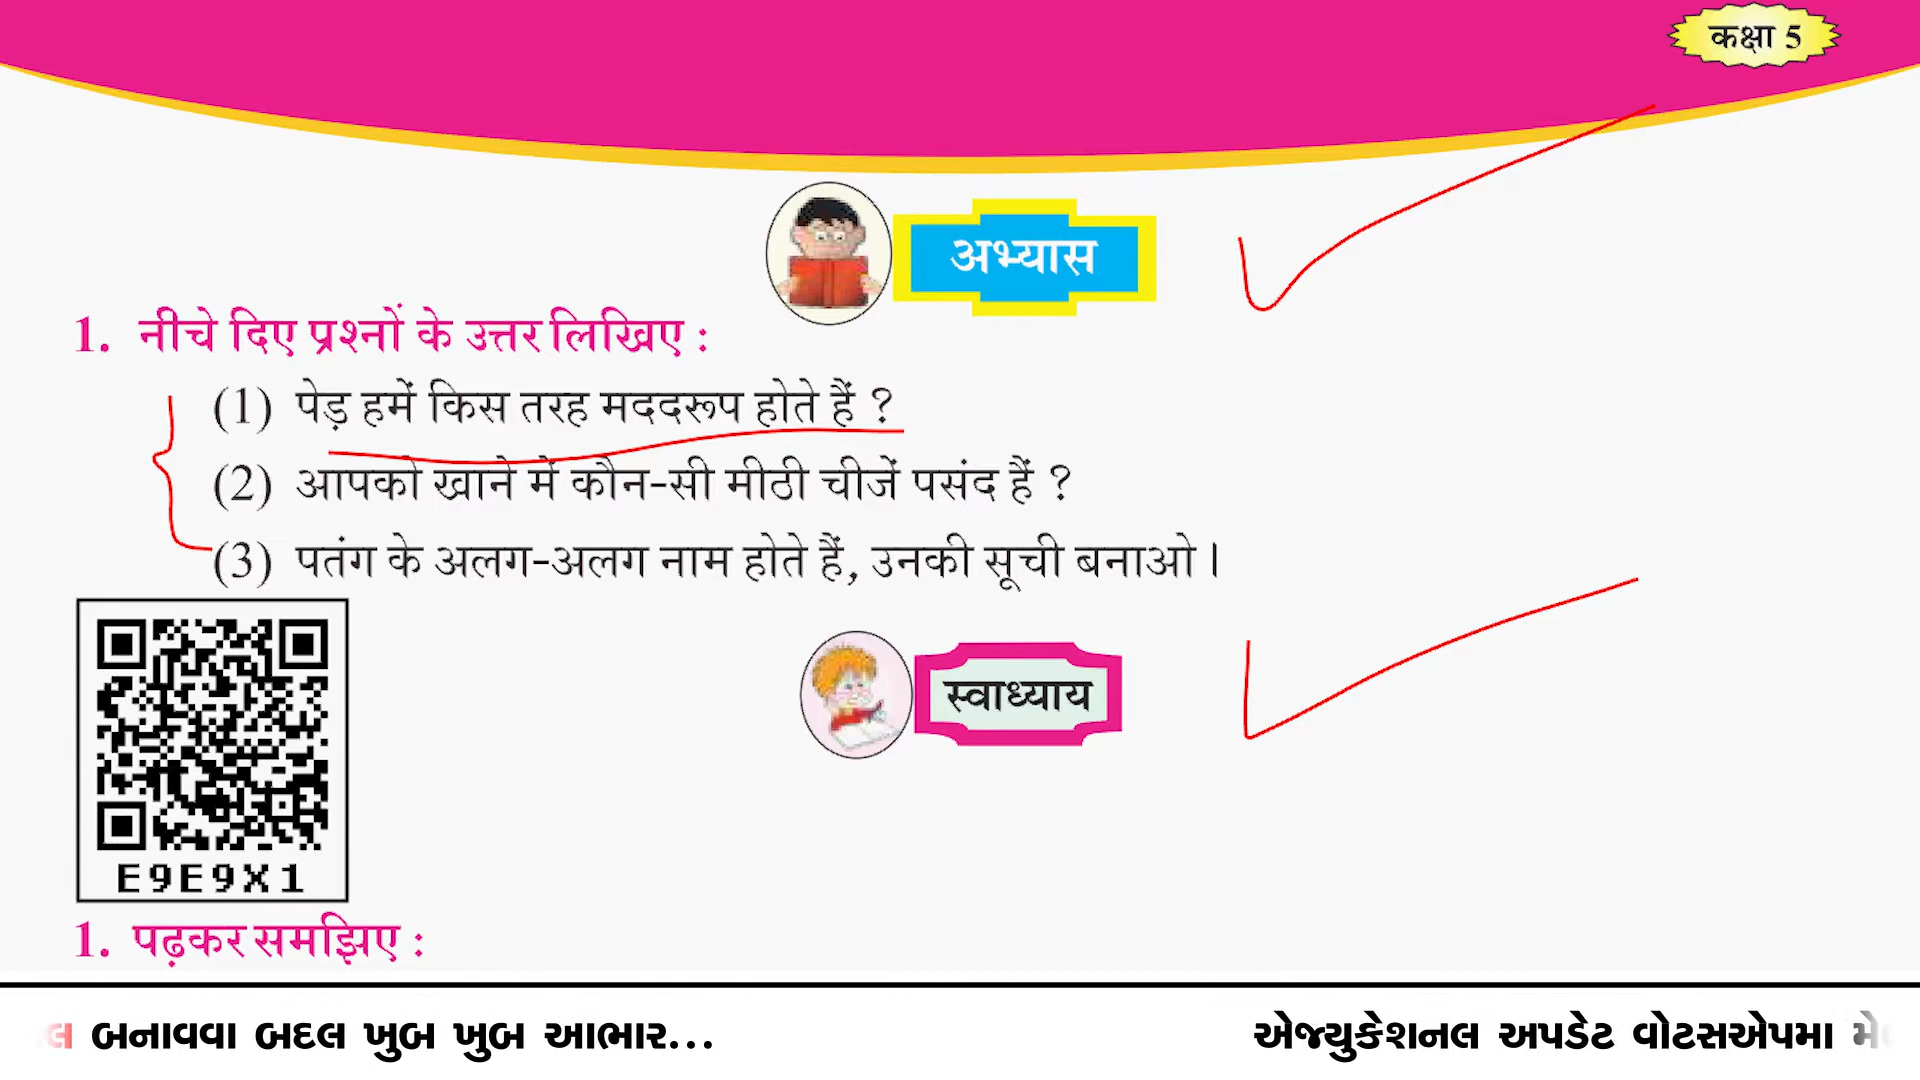 कक्षा 5
अभ्यास
1. नीचे दिए प्रश्नों के उत्तर लिखिए :
(1) पेड़ हमें किस तरह मददरूप होते हैं ?
(2) आपको खाने में कौन-सी मीठी चीजें पसंद हैं ?
(3) पतंग के अलग-अलग नाम होते हैं, उनकी सूची बनाओ ।
स्वाध्याय
E9E9X1
1. पढ़कर समझिए :
બનાવવા બદલ ખુબ ખુબ આભાર... એજ્યુકેશનલ અપડેટ વોટસએપમા